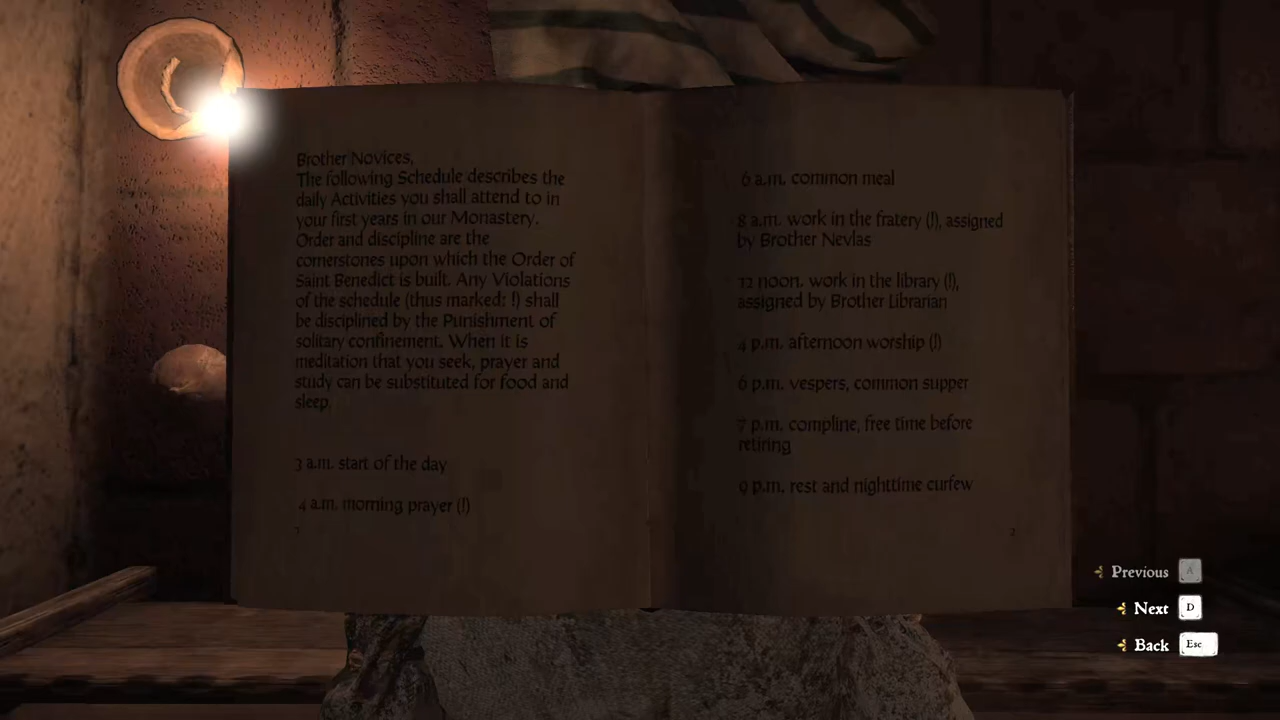 Brother Novices,
The following Schedule describes the
daily Activities you shall attend to in
your first years in our Monastery.
Order and discipline are the
cornerstones upon which the Order of
Saint Benedict is built. Any Violations
of the schedule (thus marked: !) shall
be disciplined by the Punishment of
solitary confinement. When it is
meditation that you seek, prayer and
study can be substituted for food and
sleep.
3 a.m. start of the day
4 a.m. morning prayer (!)
6 a.m. common meal
8 a.m. work in the fratery (!), assigned
by Brother Nevlas
12 noon. work in the library (!),
assigned by Brother Librarian
4 p.m. afternoon worship (!)
6 p.m. vespers, common supper
7 p.m. compline, free time before
retiring
9 p.m. rest and nighttime curfew
2
Previous A
Next D
Back Esc